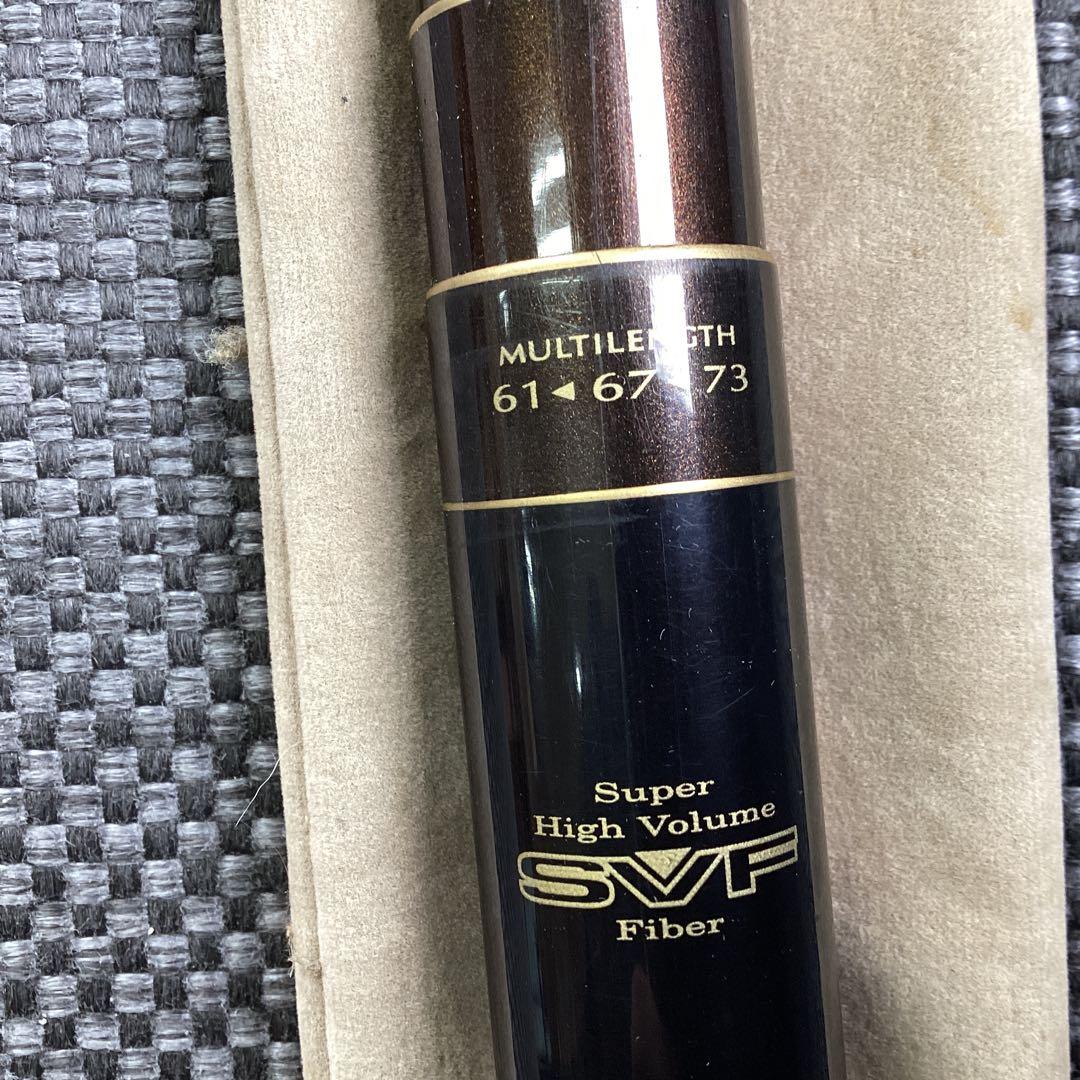 MULTILENGTH
61◄67 73
Super
High Volume
SVF
Fiber